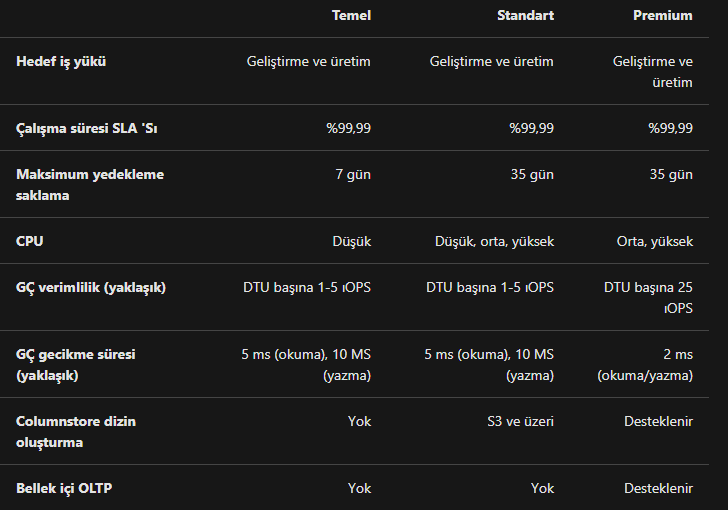 Temel Standart Premium
Hedef iş yükü Geliştirme ve üretim Geliştirme ve üretim Geliştirme ve
üretim
Çalışma süresi SLA 'Sı %99,99 %99,99 %99,99
Maksimum yedekleme 7 gün 35 gün 35 gün
saklama
CPU Düşük Düşük, orta, yüksek Orta, yüksek
GÇ verimlilik (yaklaşık) DTU başına 1-5 ıOPS DTU başına 1-5 ıOPS DTU başına 25
ıOPS
GÇ gecikme süresi 5 ms (okuma), 10 MS 5 ms (okuma), 10 MS 2 ms
(yaklaşık) (yazma) (yazma) (okuma/yazma)
Columnstore dizin Yok S3 ve üzeri Desteklenir
oluşturma
Bellek içi OLTP Yok Yok Desteklenir